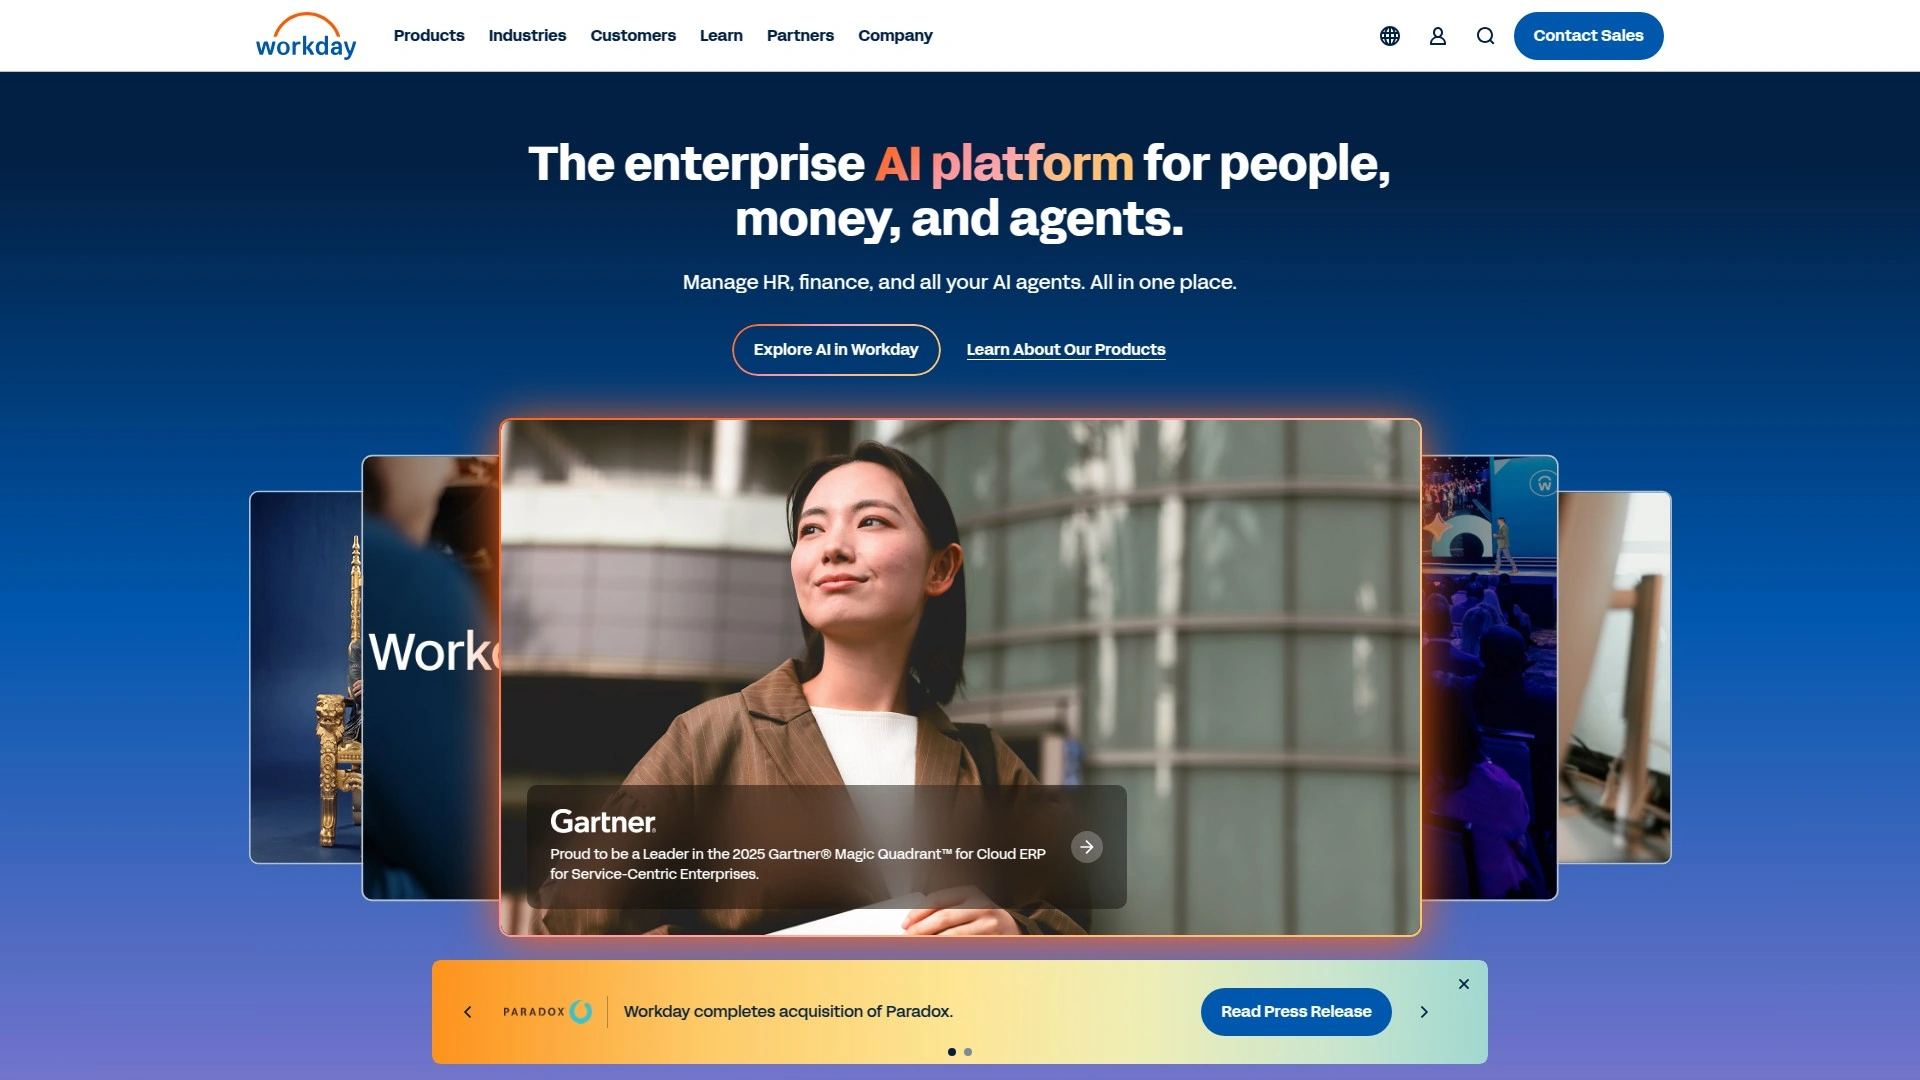 workday
Products
Industries
Customers
Learn
Partners
Company
Contact Sales
The enterprise AI platform for people,
money, and agents.
Manage HR, finance, and all your AI agents. All in one place.
Explore AI in Workday
Learn About Our Products
Gartner®
Proud to be a Leader in the 2025 Gartner® Magic Quadrant™ for Cloud ERP
for Service-Centric Enterprises.
PARADOX
Workday completes acquisition of Paradox.
Read Press Release